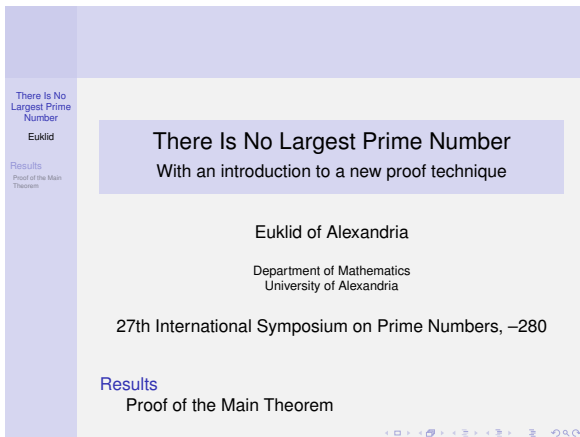 There Is No
Largest Prime
Number
Euklid
Results
Proof of the Main
Theorem
There Is No Largest Prime Number
With an introduction to a new proof technique
Euklid of Alexandria
Department of Mathematics
University of Alexandria
27th International Symposium on Prime Numbers, –280
Results
Proof of the Main Theorem